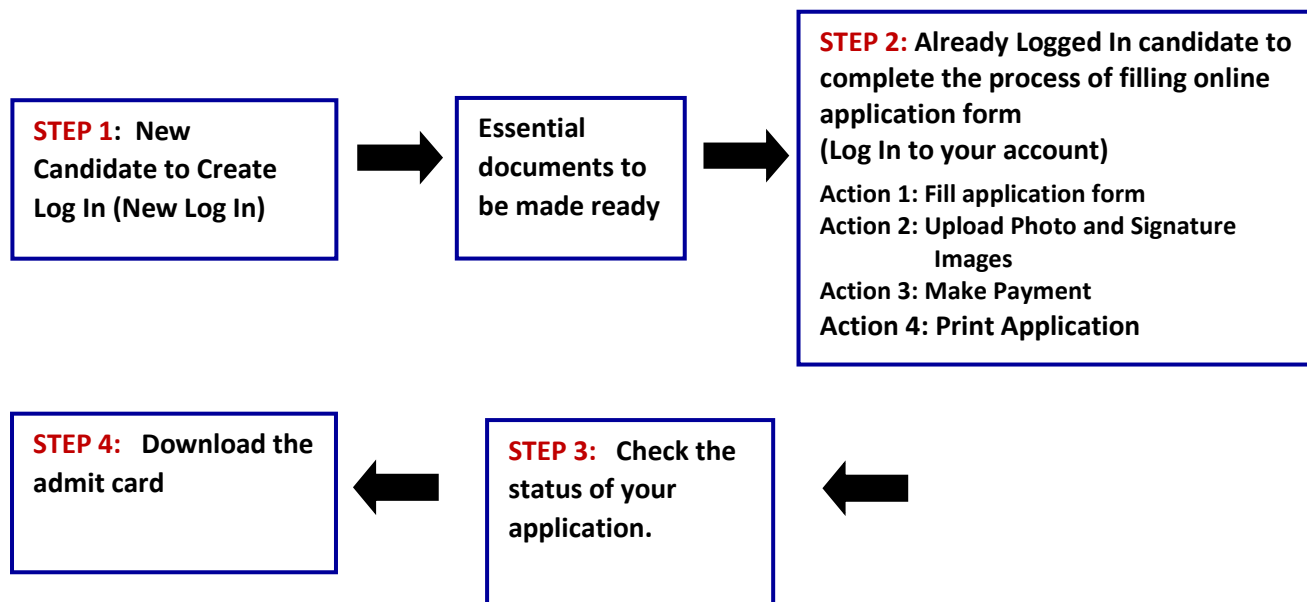 STEP 1: New
Candidate to Create
Log In (New Log In)
Essential
documents to
be made ready
STEP 2: Already Logged In candidate to
complete the process of filling online
application form
(Log In to your account)
Action 1: Fill application form
Action 2: Upload Photo and Signature
Images
Action 3: Make Payment
Action 4: Print Application
STEP 3: Check the
status of your
application.
STEP 4: Download the
admit card